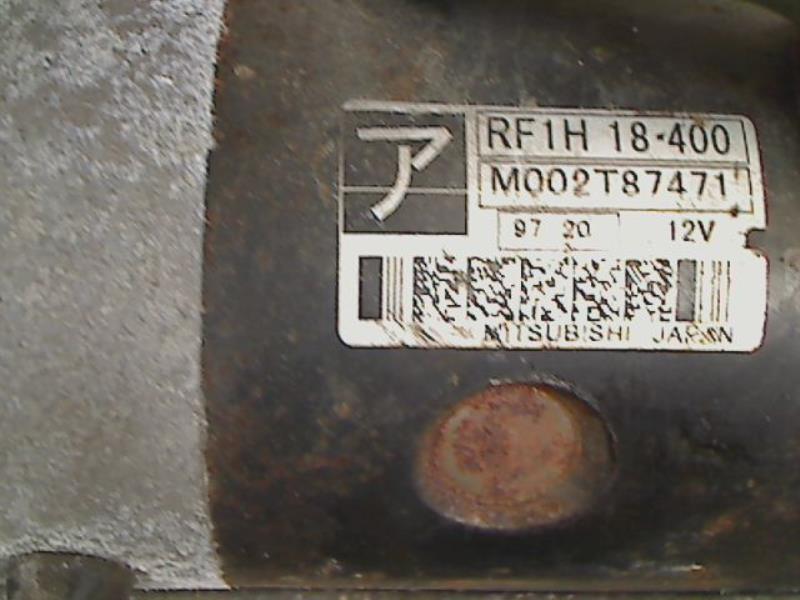 ア
RF1H 18·400
M002T87471
97 20 12V
MITSUBISHI JAPAN